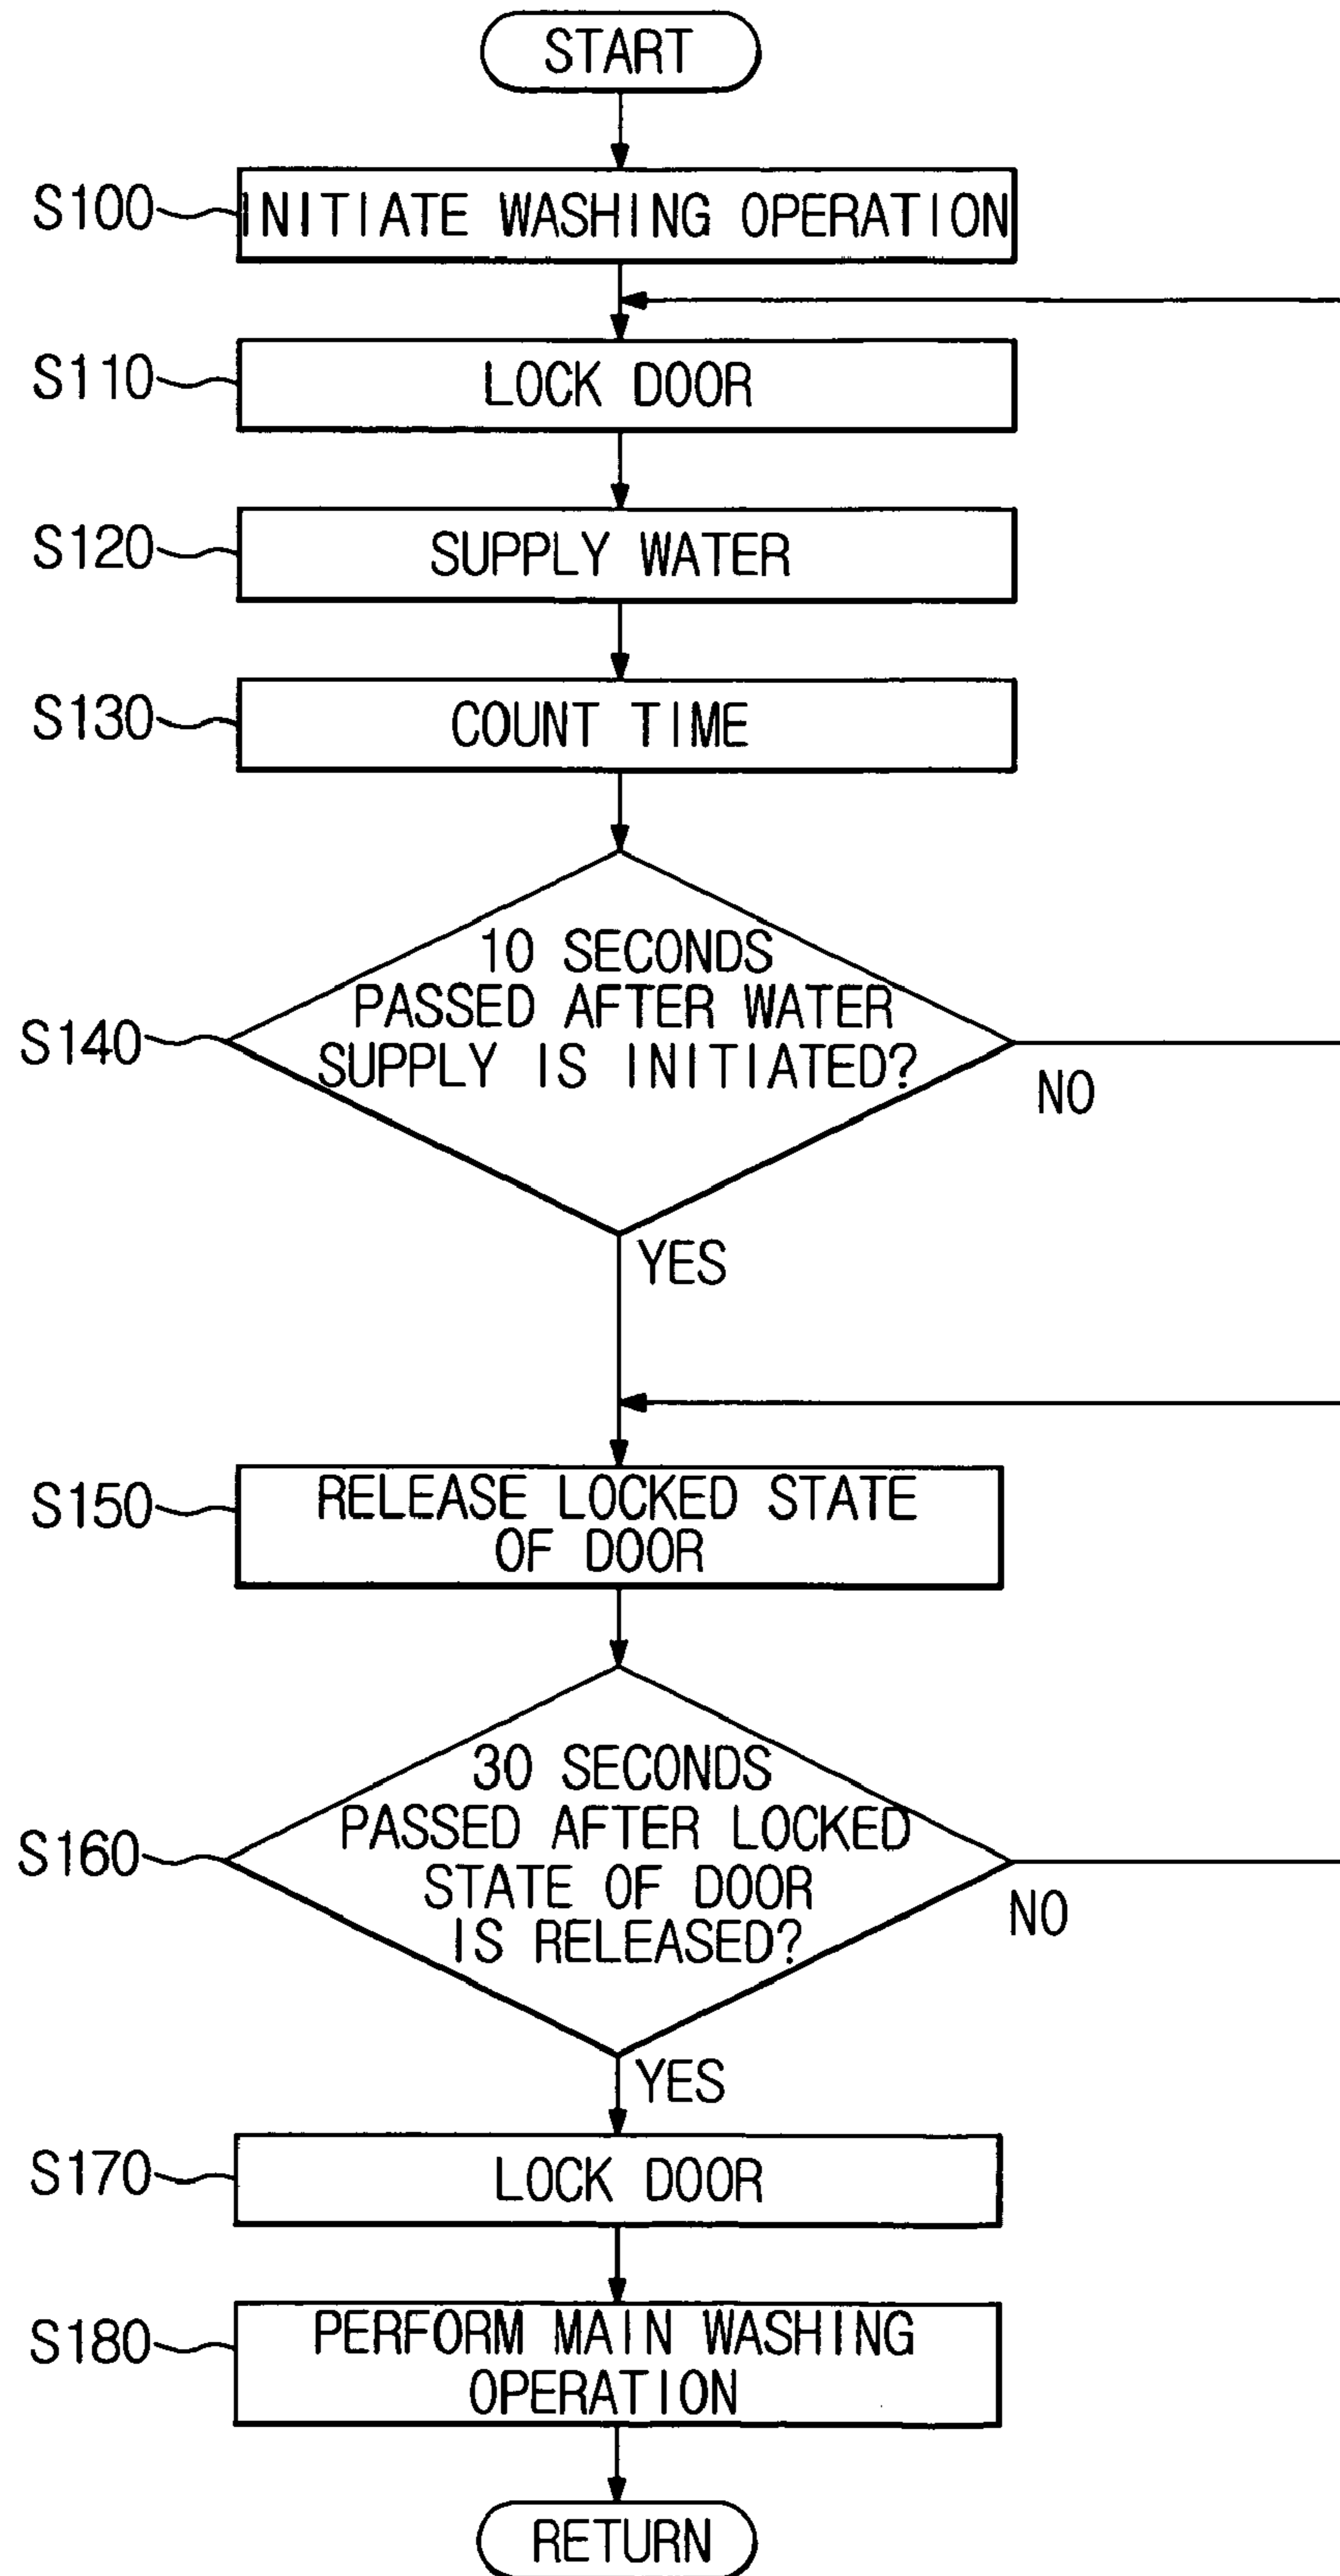 START
S100
INITIATE WASHING OPERATION
S110
LOCK DOOR
S120
SUPPLY WATER
S130
COUNT TIME
S140
10 SECONDS
PASSED AFTER WATER
SUPPLY IS INITIATED?
NO
YES
S150
RELEASE LOCKED STATE
OF DOOR
S160
30 SECONDS
PASSED AFTER LOCKED
STATE OF DOOR
IS RELEASED?
NO
YES
S170
LOCK DOOR
S180
PERFORM MAIN WASHING
OPERATION
RETURN